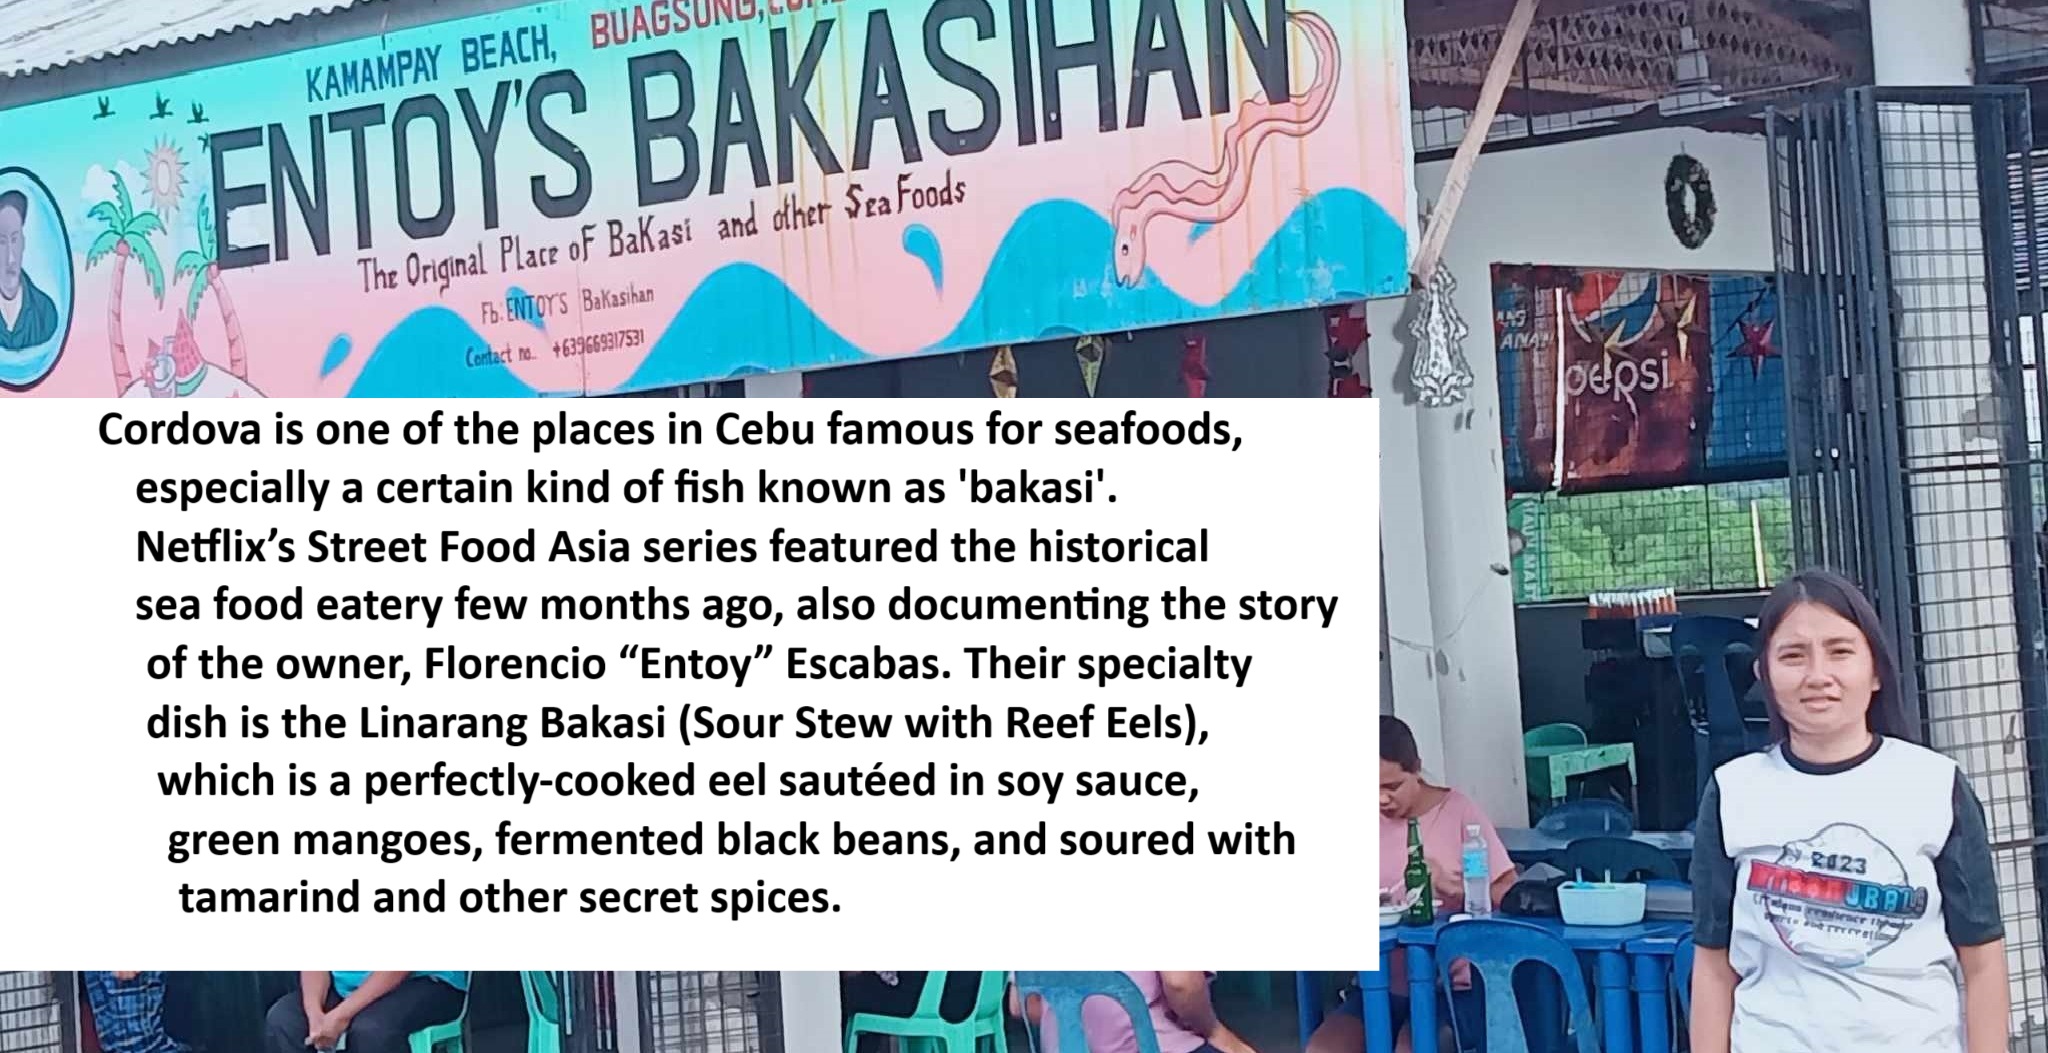 KAMAMPAY BEACH, BUAGSUNG,
ENTOY'S BAKASIHAN
The Original Place of Bakasi and other Sea Foods
Fb: ENTOY'S Bakasihan
Contact no. +639669317531
pepsi
Cordova is one of the places in Cebu famous for seafoods,
especially a certain kind of fish known as 'bakasi'.
Netflix’s Street Food Asia series featured the historical
sea food eatery few months ago, also documenting the story
of the owner, Florencio “Entoy” Escabas. Their specialty
dish is the Linarang Bakasi (Sour Stew with Reef Eels),
which is a perfectly-cooked eel sautéed in soy sauce,
green mangoes, fermented black beans, and soured with
tamarind and other secret spices.
2023